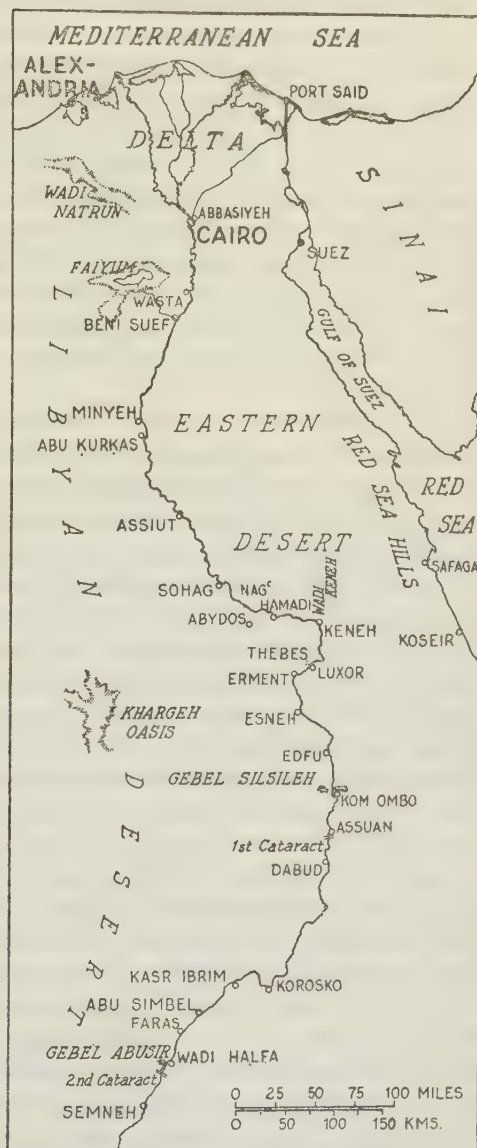 MEDITERRANEAN SEA
ALEX-
ANDRIA
PORT SAID
DELTA
WADI
NATRUN
ABBASIYEH
CAIRO
SINAI
SUEZ
FAIYUM
WASTA
BENI SUEF
GULF OF SUEZ
LIBYAN
DESERT
MINYEH
ABU KURKAS
EASTERN
DESERT
RED SEA HILLS
RED
SEA
ASSIUT
SAFAGA
SOHAG
NAGᶜ
HAMADI
WADI
KENEH
ABYDOS
KENEH
KOSEIR
THEBES
LUXOR
ERMENT
KHARGEH
OASIS
ESNEH
EDFU
GEBEL SILSILEH
KOM OMBO
ASSUAN
1st Cataract
DABUD
KASR IBRIM
KOROSKO
ABU SIMBEL
FARAS
GEBEL ABUSIR
WADI HALFA
2nd Cataract
SEMNEH
0 25 50 75 100 MILES
0 50 100 150 KMS.